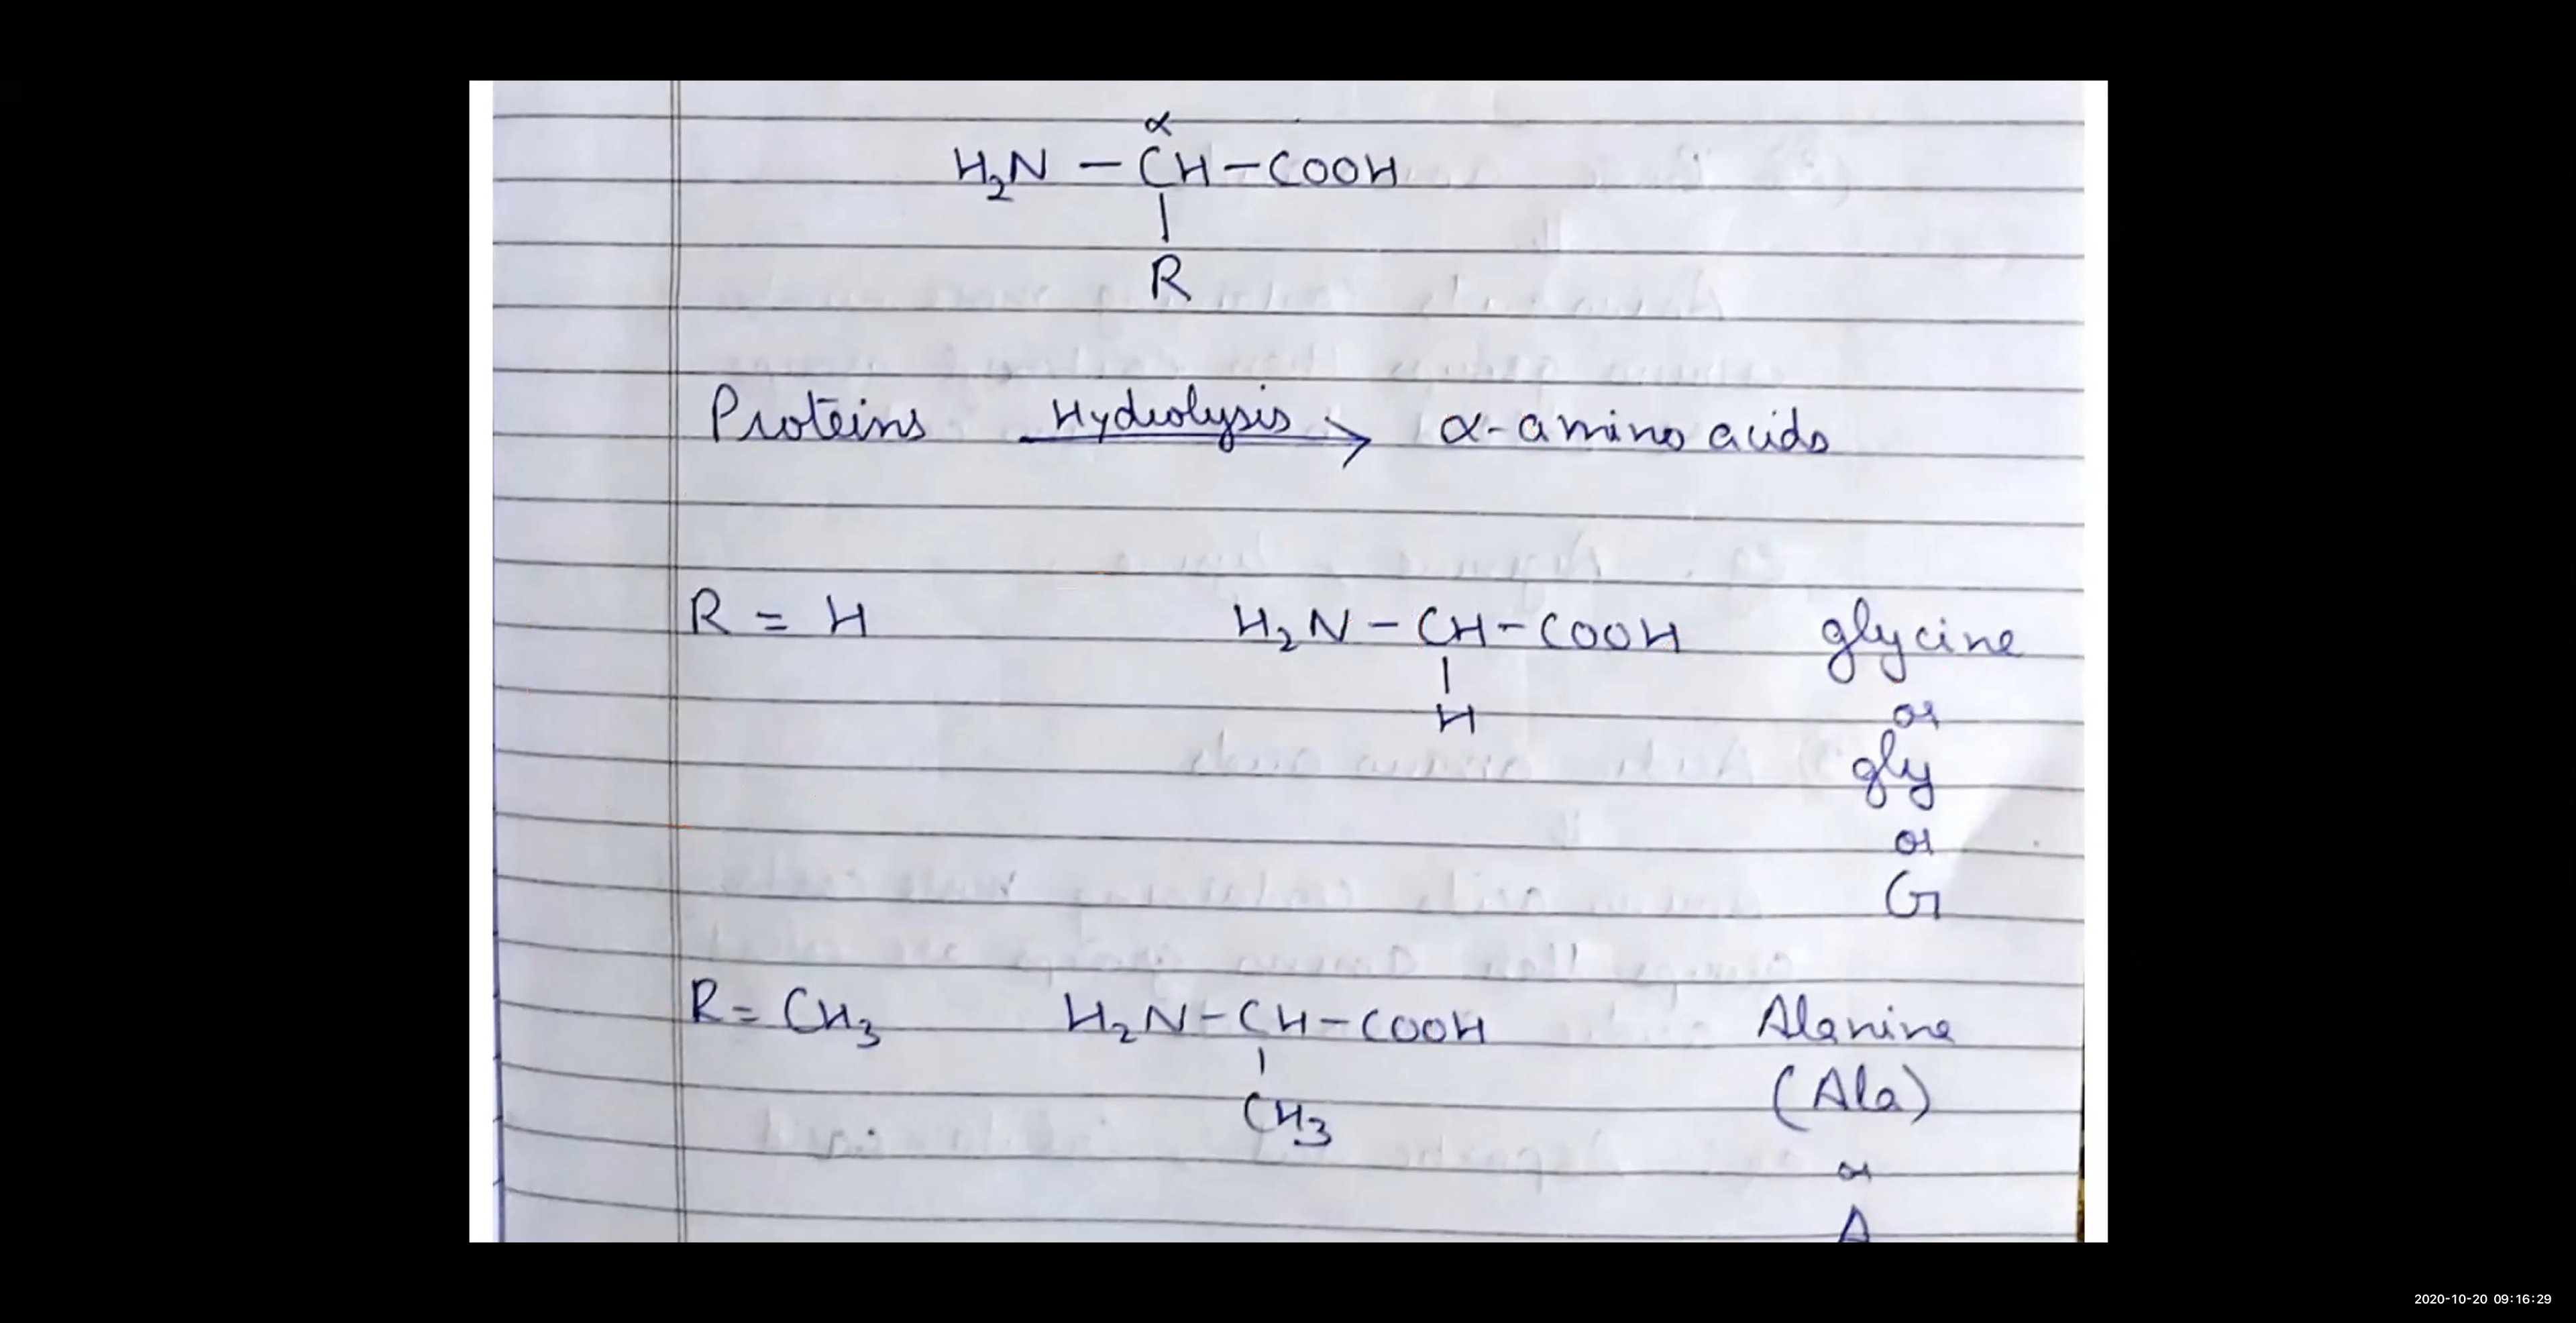 α
H₂N – CH – COOH
|
R
Proteins Hydrolysis → α-amino acids
R = H H₂N – CH – COOH glycine
|
H or
gly
or
G
R = CH₃ H₂N – CH – COOH Alanine
|
CH₃ (Ala)
or
A
2020-10-20 09:16:29